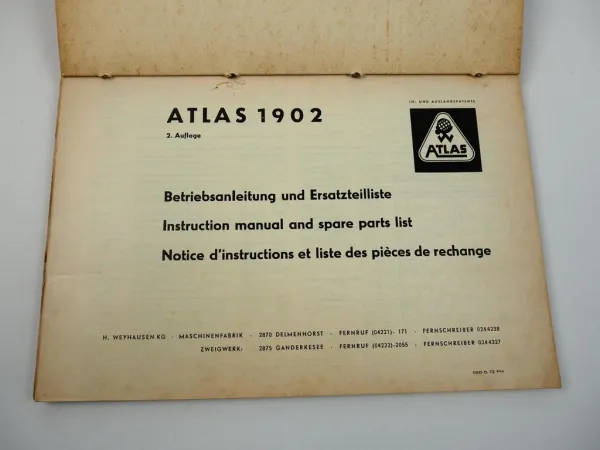 IN- UND AUSLANDSPATENTE
ATLAS 1902
2. Auflage
ATLAS
Betriebsanleitung und Ersatzteilliste
Instruction manual and spare parts list
Notice d'instructions et liste des pièces de rechange
H. WEYHAUSEN KG · MASCHINENFABRIK · 2870 DELMENHORST · FERNRUF (04221)- 171 · FERNSCHREIBER 0244238
ZWEIGWERK: 2875 GANDERKESEE · FERNRUF (04222)-2055 · FERNSCHREIBER 0244327